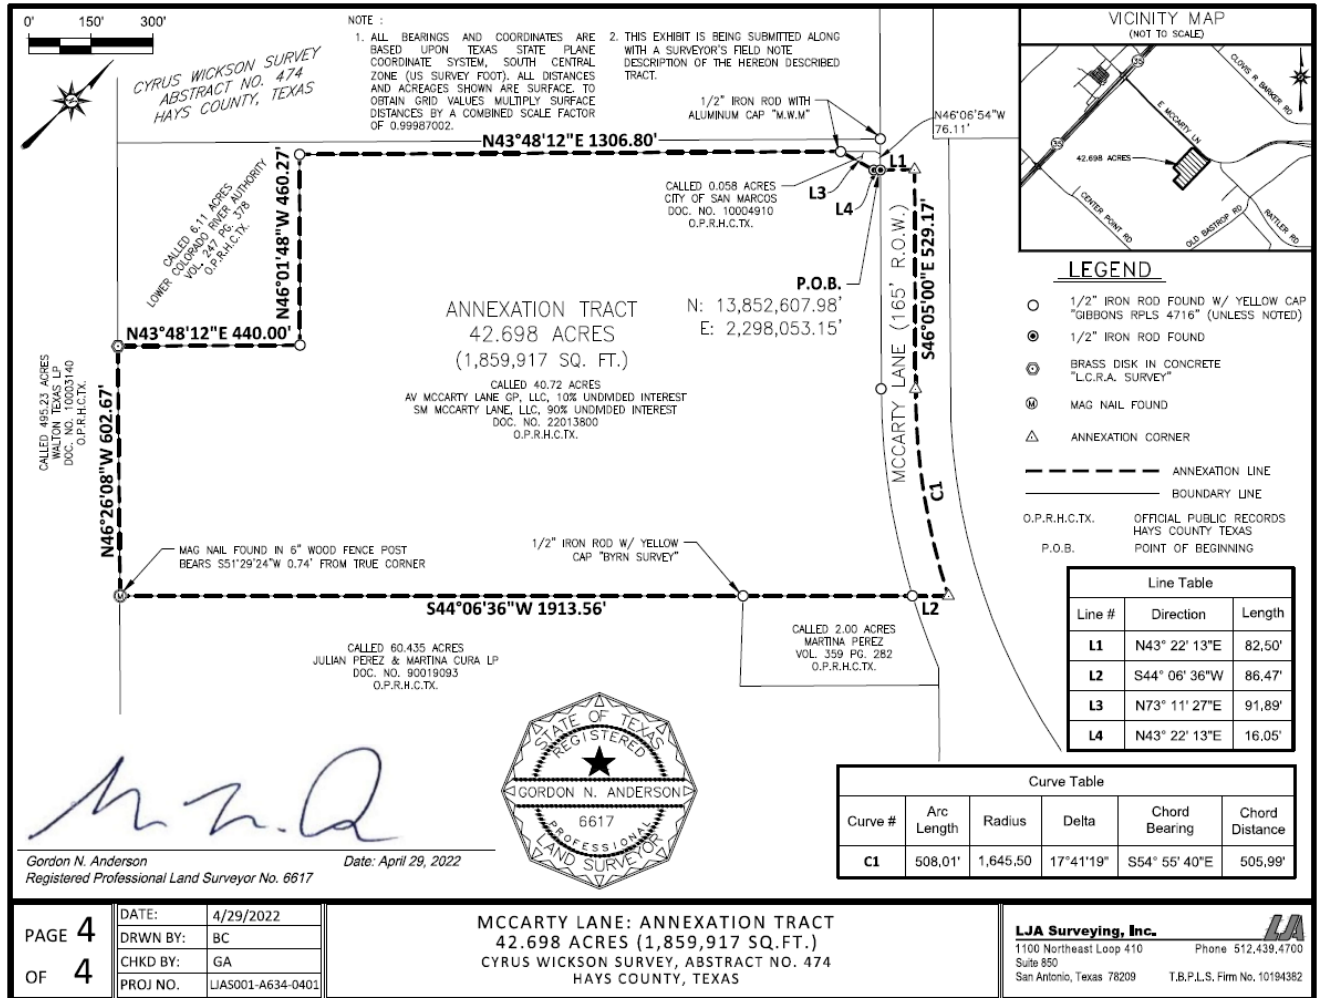 0' 150' 300'
CYRUS WICKSON SURVEY
ABSTRACT NO. 474
HAYS COUNTY, TEXAS
NOTE :
1. ALL BEARINGS AND COORDINATES ARE
BASED UPON TEXAS STATE PLANE
COORDINATE SYSTEM, SOUTH CENTRAL
ZONE (US SURVEY FOOT). ALL DISTANCES
AND ACREAGES SHOWN ARE SURFACE. TO
OBTAIN GRID VALUES MULTIPLY SURFACE
DISTANCES BY A COMBINED SCALE FACTOR
OF 0.99987002.
2. THIS EXHIBIT IS BEING SUBMITTED ALONG
WITH A SURVEYOR'S FIELD NOTE
DESCRIPTION OF THE HEREON DESCRIBED
TRACT.
1/2" IRON ROD WITH
ALUMINUM CAP "M.W.M"
N46°06'54"W
76.11'
N43°48'12"E 1306.80'
L1
L3
L4
CALLED 0.058 ACRES
CITY OF SAN MARCOS
DOC. NO. 10004910
O.P.R.H.C.TX.
CALLED 6.11 ACRES
LOWER COLORADO RIVER AUTHORITY
VOL. 247 PG. 378
O.P.R.H.C.TX.
N46°01'48"W 460.27'
N43°48'12"E 440.00'
P.O.B.
N: 13,852,607.98'
E: 2,298,053.15'
ANNEXATION TRACT
42.698 ACRES
(1,859,917 SQ. FT.)
CALLED 40.72 ACRES
AV MCCARTY LANE GP, LLC, 10% UNDIVIDED INTEREST
SM MCCARTY LANE, LLC, 90% UNDIVIDED INTEREST
DOC. NO. 22013800
O.P.R.H.C.TX.
MCCARTY LANE (165' R.O.W.)
S46°05'00"E 529.17'
C1
CALLED 495.23 ACRES
WALTON TEXAS LP
DOC. NO. 10003140
O.P.R.H.C.TX.
N46°26'08"W 602.67'
MAG NAIL FOUND IN 6" WOOD FENCE POST
BEARS S51°29'24"W 0.74' FROM TRUE CORNER
1/2" IRON ROD W/ YELLOW
CAP "BYRN SURVEY"
M
S44°06'36"W 1913.56'
L2
CALLED 60.435 ACRES
JULIAN PEREZ & MARTINA CURA LP
DOC. NO. 90019093
O.P.R.H.C.TX.
CALLED 2.00 ACRES
MARTINA PEREZ
VOL. 359 PG. 282
O.P.R.H.C.TX.
VICINITY MAP
(NOT TO SCALE)
35
CLOVIS R BARKER RD
E MCCARTY LN
42.698 ACRES
35
CENTER POINT RD
OLD BASTROP RD
RATTLER RD
LEGEND
1/2" IRON ROD FOUND W/ YELLOW CAP
"GIBBONS RPLS 4716" (UNLESS NOTED)
1/2" IRON ROD FOUND
BRASS DISK IN CONCRETE
"L.C.R.A. SURVEY"
M MAG NAIL FOUND
ANNEXATION CORNER
ANNEXATION LINE
BOUNDARY LINE
O.P.R.H.C.TX. OFFICIAL PUBLIC RECORDS
HAYS COUNTY TEXAS
P.O.B. POINT OF BEGINNING
Line Table
Line # Direction Length
L1 N43° 22' 13"E 82.50'
L2 S44° 06' 36"W 86.47'
L3 N73° 11' 27"E 91.89'
L4 N43° 22' 13"E 16.05'
Curve Table
Curve # Arc Length Radius Delta Chord Bearing Chord Distance
C1 508.01' 1,645.50 17°41'19" S54° 55' 40"E 505.99'
STATE OF TEXAS
REGISTERED
GORDON N. ANDERSON
6617
PROFESSIONAL
LAND SURVEYOR
Gordon N. Anderson Date: April 29, 2022
Registered Professional Land Surveyor No. 6617
PAGE 4
OF 4
DATE: 4/29/2022
DRWN BY: BC
CHKD BY: GA
PROJ NO. LJAS001-A634-0401
MCCARTY LANE: ANNEXATION TRACT
42.698 ACRES (1,859,917 SQ.FT.)
CYRUS WICKSON SURVEY, ABSTRACT NO. 474
HAYS COUNTY, TEXAS
LJA Surveying, Inc.
LJA
1100 Northeast Loop 410 Phone 512.439.4700
Suite 850
San Antonio, Texas 78209 T.B.P.L.S. Firm No. 10194382